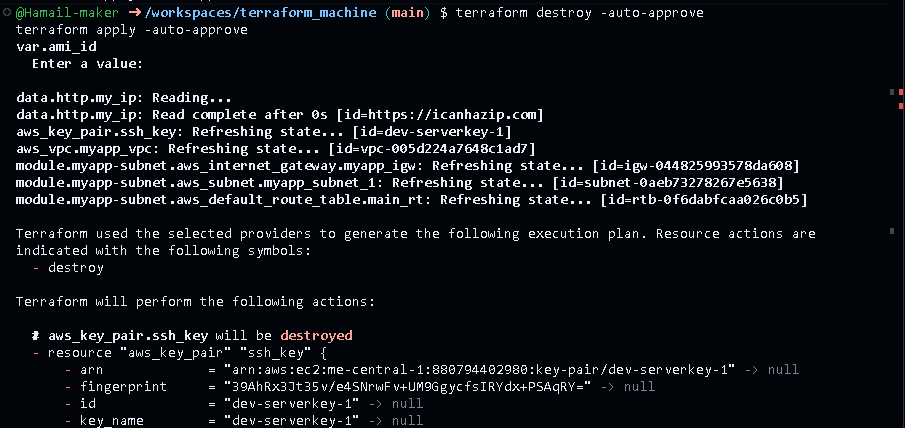 @Hamail-maker → /workspaces/terraform_machine (main) $ terraform destroy -auto-approve
terraform apply -auto-approve
var.ami_id
  Enter a value:

data.http.my_ip: Reading...
data.http.my_ip: Read complete after 0s [id=https://icanhazip.com]
aws_key_pair.ssh_key: Refreshing state... [id=dev-serverkey-1]
aws_vpc.myapp_vpc: Refreshing state... [id=vpc-005d224a7648c1ad7]
module.myapp-subnet.aws_internet_gateway.myapp_igw: Refreshing state... [id=igw-044825993578da608]
module.myapp-subnet.aws_subnet.myapp_subnet_1: Refreshing state... [id=subnet-0aeb73278267e5638]
module.myapp-subnet.aws_default_route_table.main_rt: Refreshing state... [id=rtb-0f6dabfcaa026c0b5]

Terraform used the selected providers to generate the following execution plan. Resource actions are
indicated with the following symbols:
  - destroy

Terraform will perform the following actions:

  # aws_key_pair.ssh_key will be destroyed
  - resource "aws_key_pair" "ssh_key" {
      - arn             = "arn:aws:ec2:me-central-1:880794402980:key-pair/dev-serverkey-1" -> null
      - fingerprint     = "39AhRx3Jt35v/e4SNrwFv+UM9GgycfsIRYdx+PSAqRY=" -> null
      - id              = "dev-serverkey-1" -> null
      - key_name        = "dev-serverkey-1" -> null